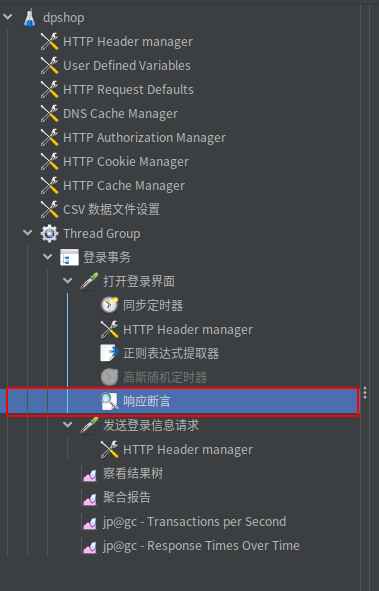 dpshop
HTTP Header manager
User Defined Variables
HTTP Request Defaults
DNS Cache Manager
HTTP Authorization Manager
HTTP Cookie Manager
HTTP Cache Manager
CSV 数据文件设置
Thread Group
登录事务
打开登录界面
同步定时器
HTTP Header manager
正则表达式提取器
高斯随机定时器
响应断言
发送登录信息请求
HTTP Header manager
察看结果树
聚合报告
jp@gc - Transactions per Second
jp@gc - Response Times Over Time